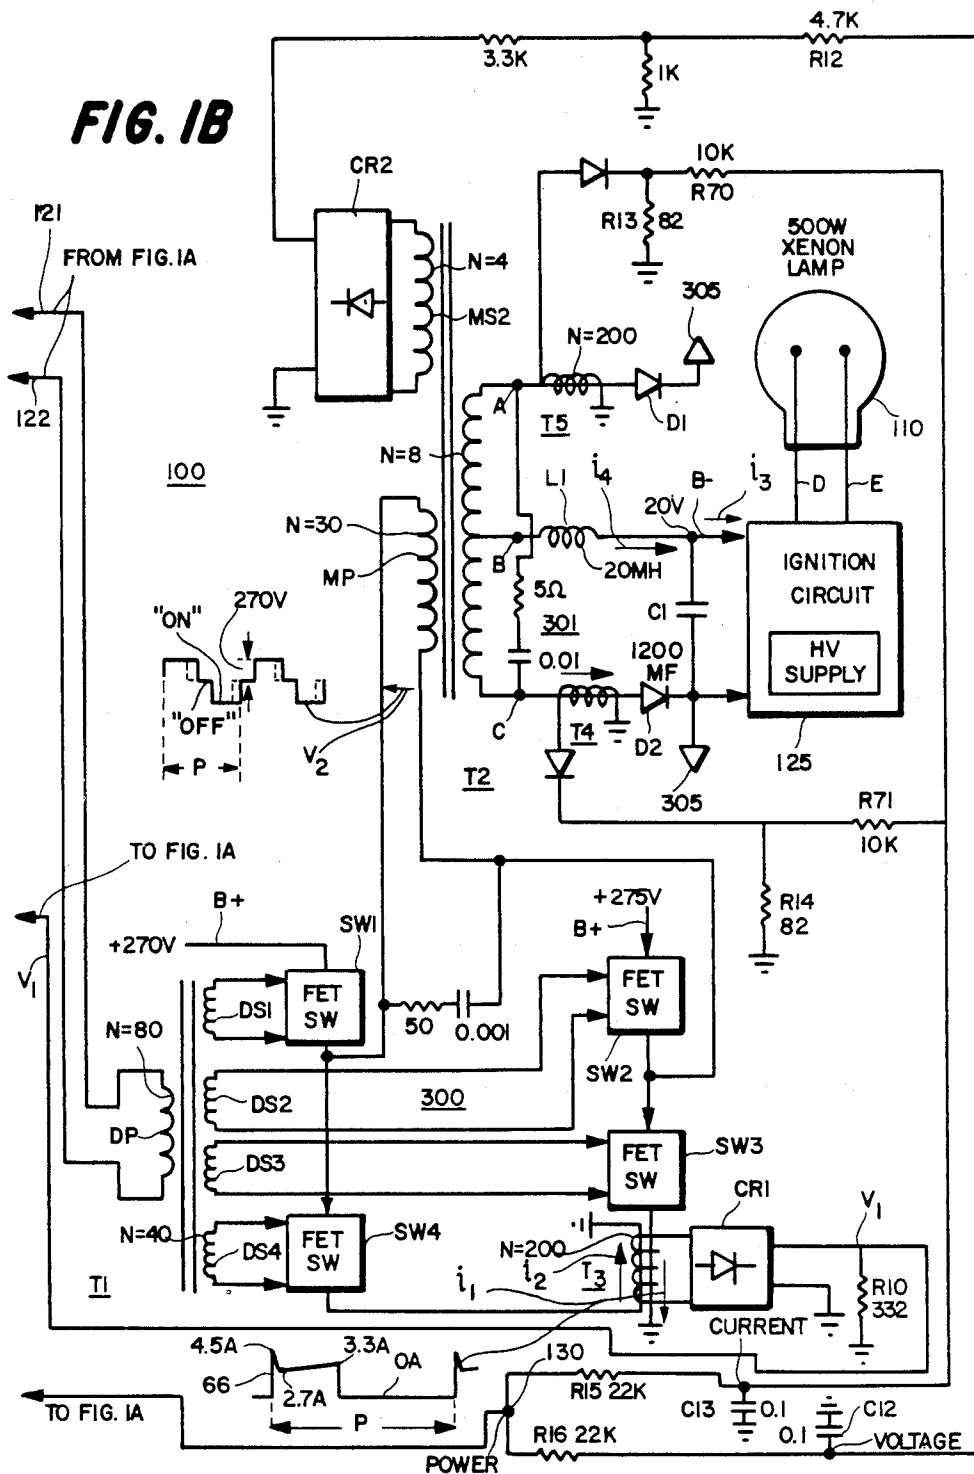 FIG. 1B
3.3K
4.7K
R12
1K
CR2
10K
R70
R13
82
500W
XENON
LAMP
121
FROM FIG.1A
N=4
MS2
305
N=200
122
A
T5
D1
110
100
N=8
L1
i4
B-
i3
D
E
20V
N=30
MP
B
20MH
IGNITION
CIRCUIT
270V
"ON"
5Ω
301
C1
HV
SUPPLY
0.01
1200
MF
"OFF"
C
T4
D2
125
P
V2
T2
305
R71
10K
TO FIG. 1A
+275V
B+
B+
R14
82
+270V
SW1
V1
FET
SW
FET
SW
DS1
50
0.001
N=80
SW2
DS2
300
DP
DS3
FET
SW
SW3
N=40
DS4
FET
SW
SW4
.1
CR1
V1
N=200
i2
T3
T1
i1
R10
332
CURRENT
4.5A
3.3A
OA
130
66
2.7A
R15 22K
C13
0.1
C12
0.1
TO FIG. 1A
P
R16 22K
VOLTAGE
POWER